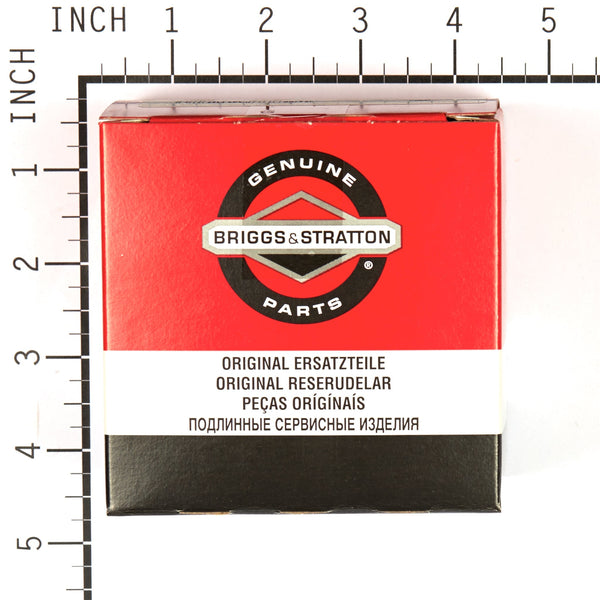 INCH 1 2 3 4 5
INCH
1
2
3
4
5
GENUINE
BRIGGS & STRATTON
®
PARTS
ORIGINAL ERSATZTEILE
ORIGINAL RESERUDELAR
PEÇAS ORÍGÍNAÍS
ПОДЛИННЫЕ СЕРВИСНЫЕ ИЗДЕЛИЯ